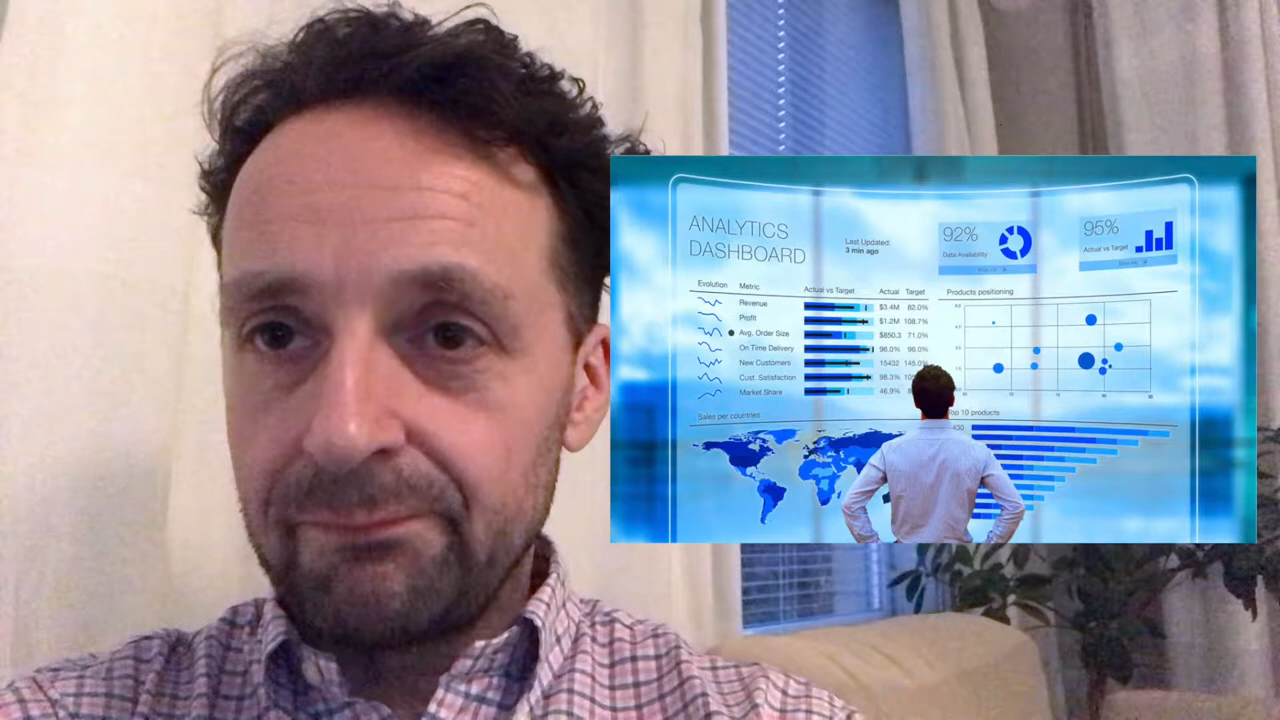 ANALYTICS
DASHBOARD
Last Updated:
3 min ago
92%
Data Availability
95%
Actual vs Target
Evolution Metric Actual vs Target Actual Target
Revenue $3.4M 82.0%
Profit $1.2M 108.7%
Avg. Order Size $850.3 71.0%
On Time Delivery 96.0% 96.0%
New Customers 15432 145.0%
Cust. Satisfaction 98.3%
Market Share 46.9%
Products positioning
Sales per countries
Top 10 products
430